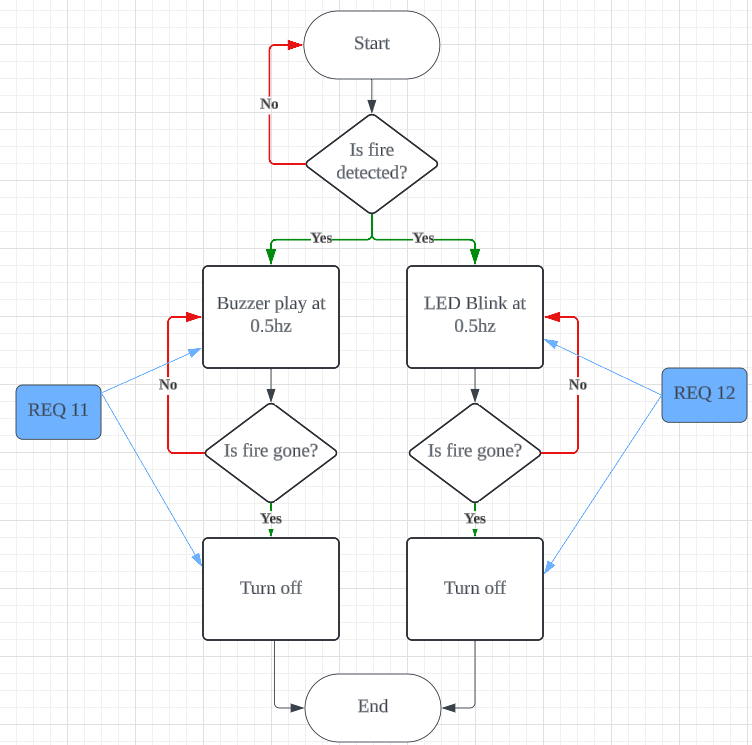 Start
No
Is fire
detected?
Yes
Yes
Buzzer play at
0.5hz
LED Blink at
0.5hz
No
No
REQ 11
REQ 12
Is fire gone?
Is fire gone?
Yes
Yes
Turn off
Turn off
End